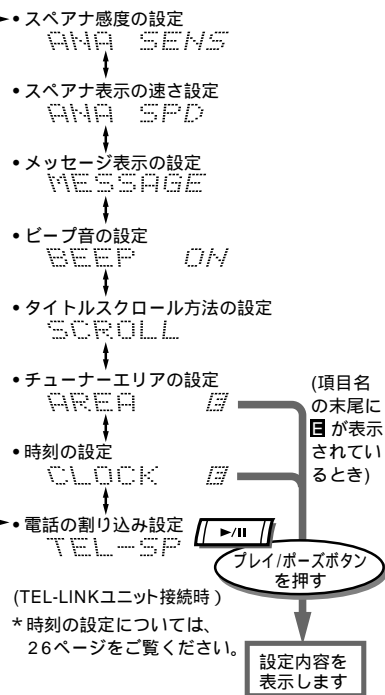 • スペアナ感度の設定
ANA SENS
• スペアナ表示の速さ設定
ANA SPD
• メッセージ表示の設定
MESSAGE
• ビープ音の設定
BEEP ON
• タイトルスクロール方法の設定
SCROLL
• チューナーエリアの設定
AREA E
• 時刻の設定
CLOCK E
• 電話の割り込み設定
TEL-SP
(TEL-LINKユニット接続時)
* 時刻の設定については、
26ページをご覧ください。
(項目名
の末尾に
E が表示
されてい
るとき)
►/II
プレイ/ポーズボタン
を押す
設定内容を
表示します